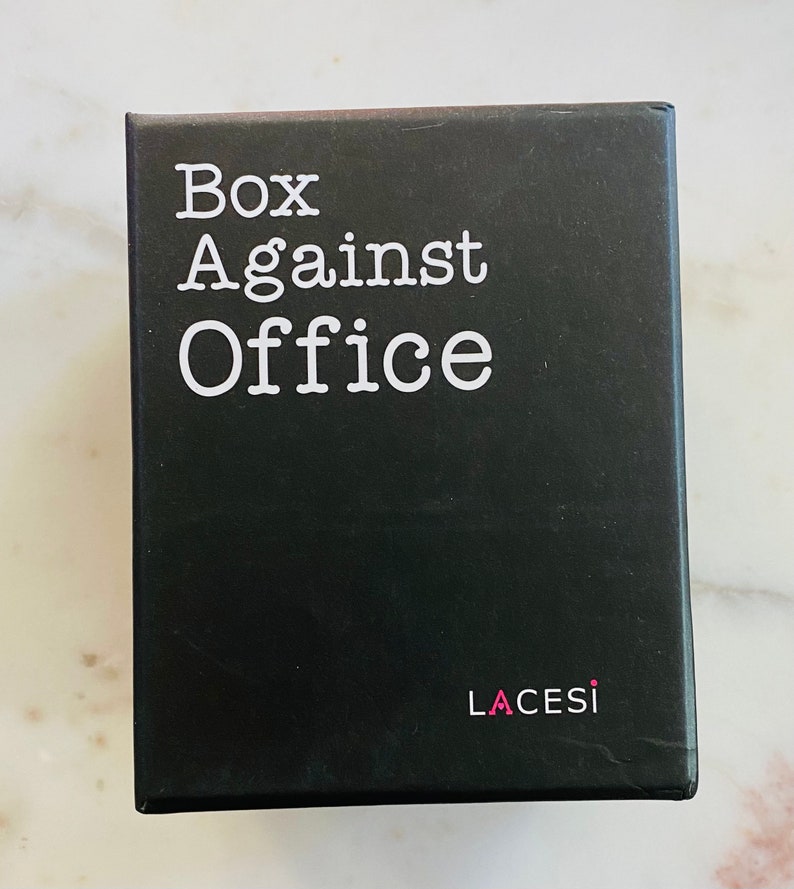 Box
Against
Office
LACESi